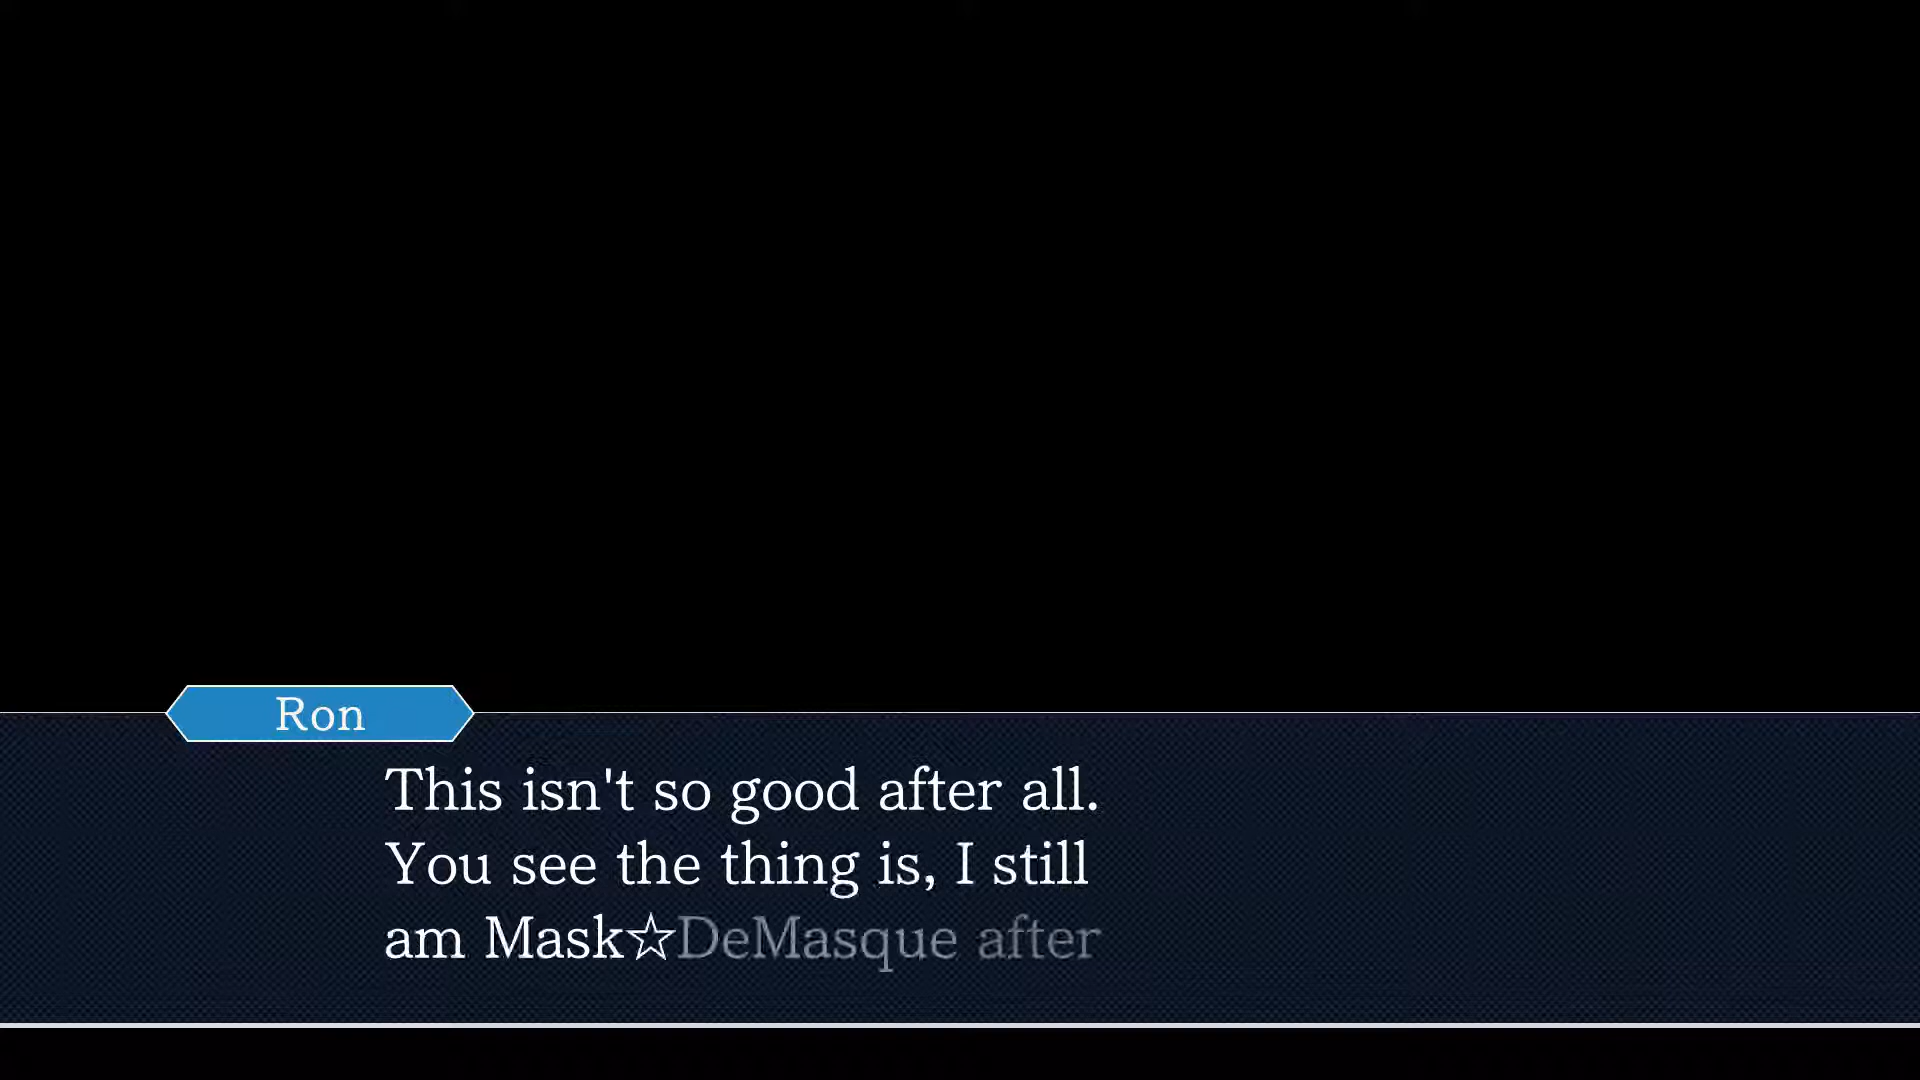 Ron
This isn't so good after all.
You see the thing is, I still
am Mask☆DeMasque after